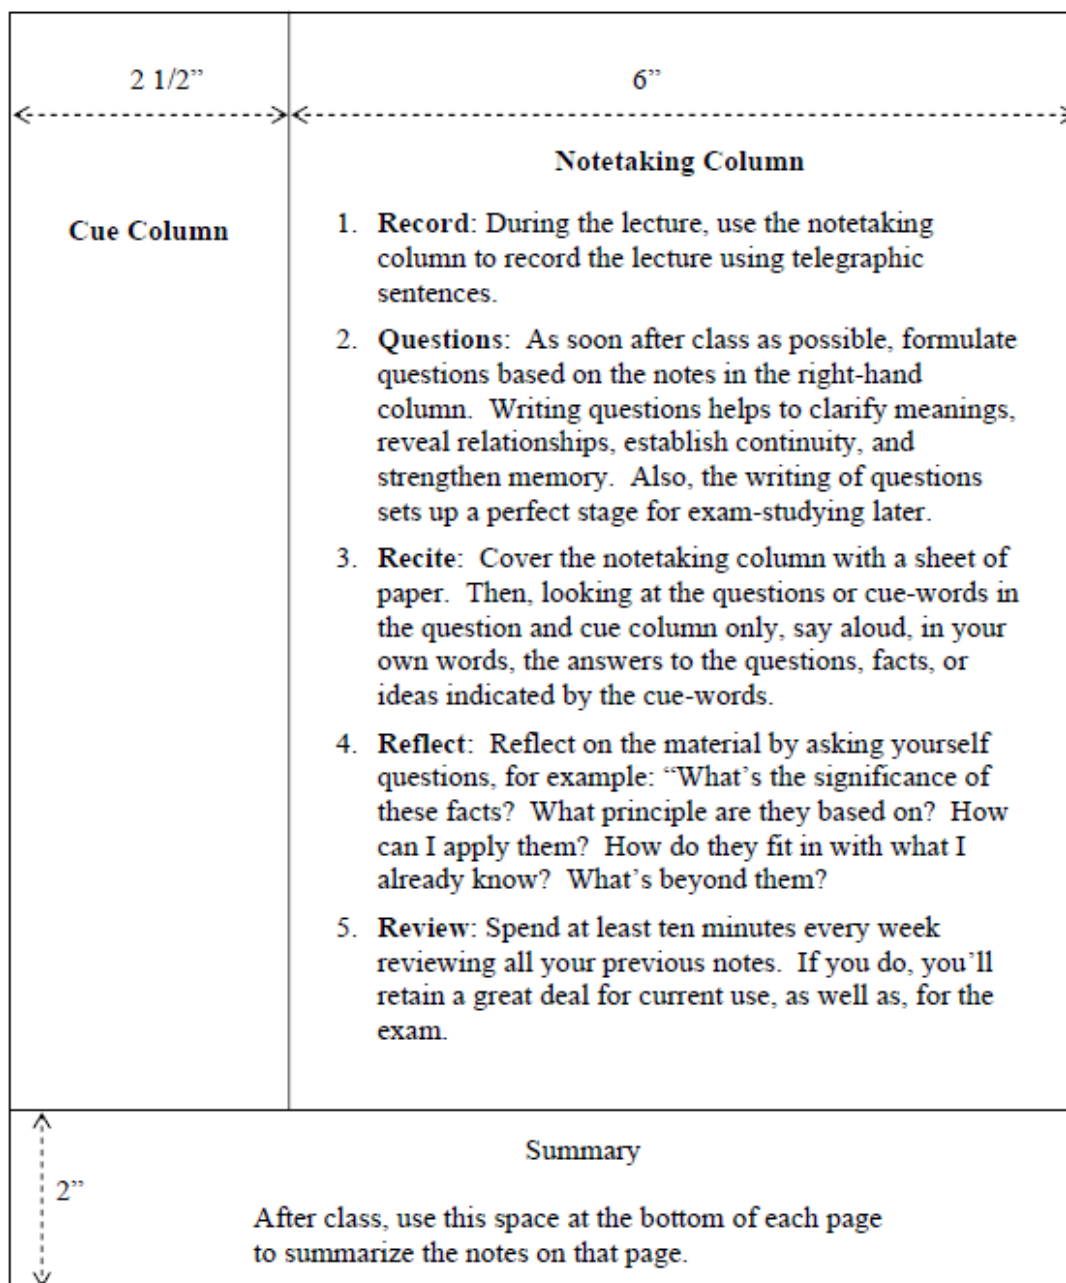 2 1/2”
6”
Notetaking Column
Cue Column
1. Record: During the lecture, use the notetaking
column to record the lecture using telegraphic
sentences.
2. Questions: As soon after class as possible, formulate
questions based on the notes in the right-hand
column. Writing questions helps to clarify meanings,
reveal relationships, establish continuity, and
strengthen memory. Also, the writing of questions
sets up a perfect stage for exam-studying later.
3. Recite: Cover the notetaking column with a sheet of
paper. Then, looking at the questions or cue-words in
the question and cue column only, say aloud, in your
own words, the answers to the questions, facts, or
ideas indicated by the cue-words.
4. Reflect: Reflect on the material by asking yourself
questions, for example: “What’s the significance of
these facts? What principle are they based on? How
can I apply them? How do they fit in with what I
already know? What’s beyond them?
5. Review: Spend at least ten minutes every week
reviewing all your previous notes. If you do, you’ll
retain a great deal for current use, as well as, for the
exam.
Summary
2”
After class, use this space at the bottom of each page
to summarize the notes on that page.